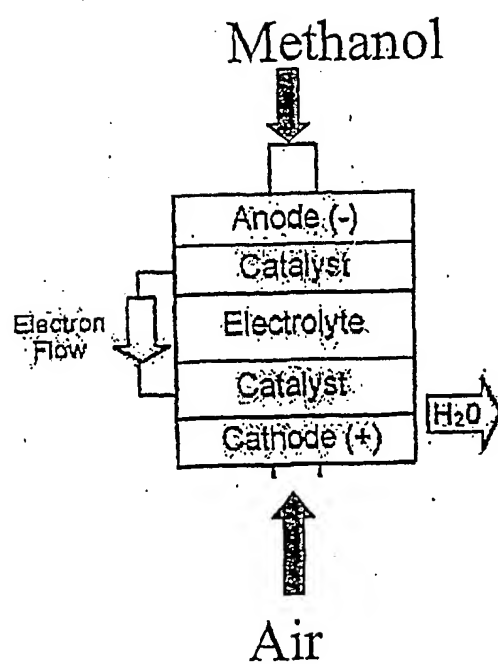 Methanol
Anode (-)
Catalyst
Electron
Flow
Electrolyte
Catalyst
Cathode (+)
H₂0
Air